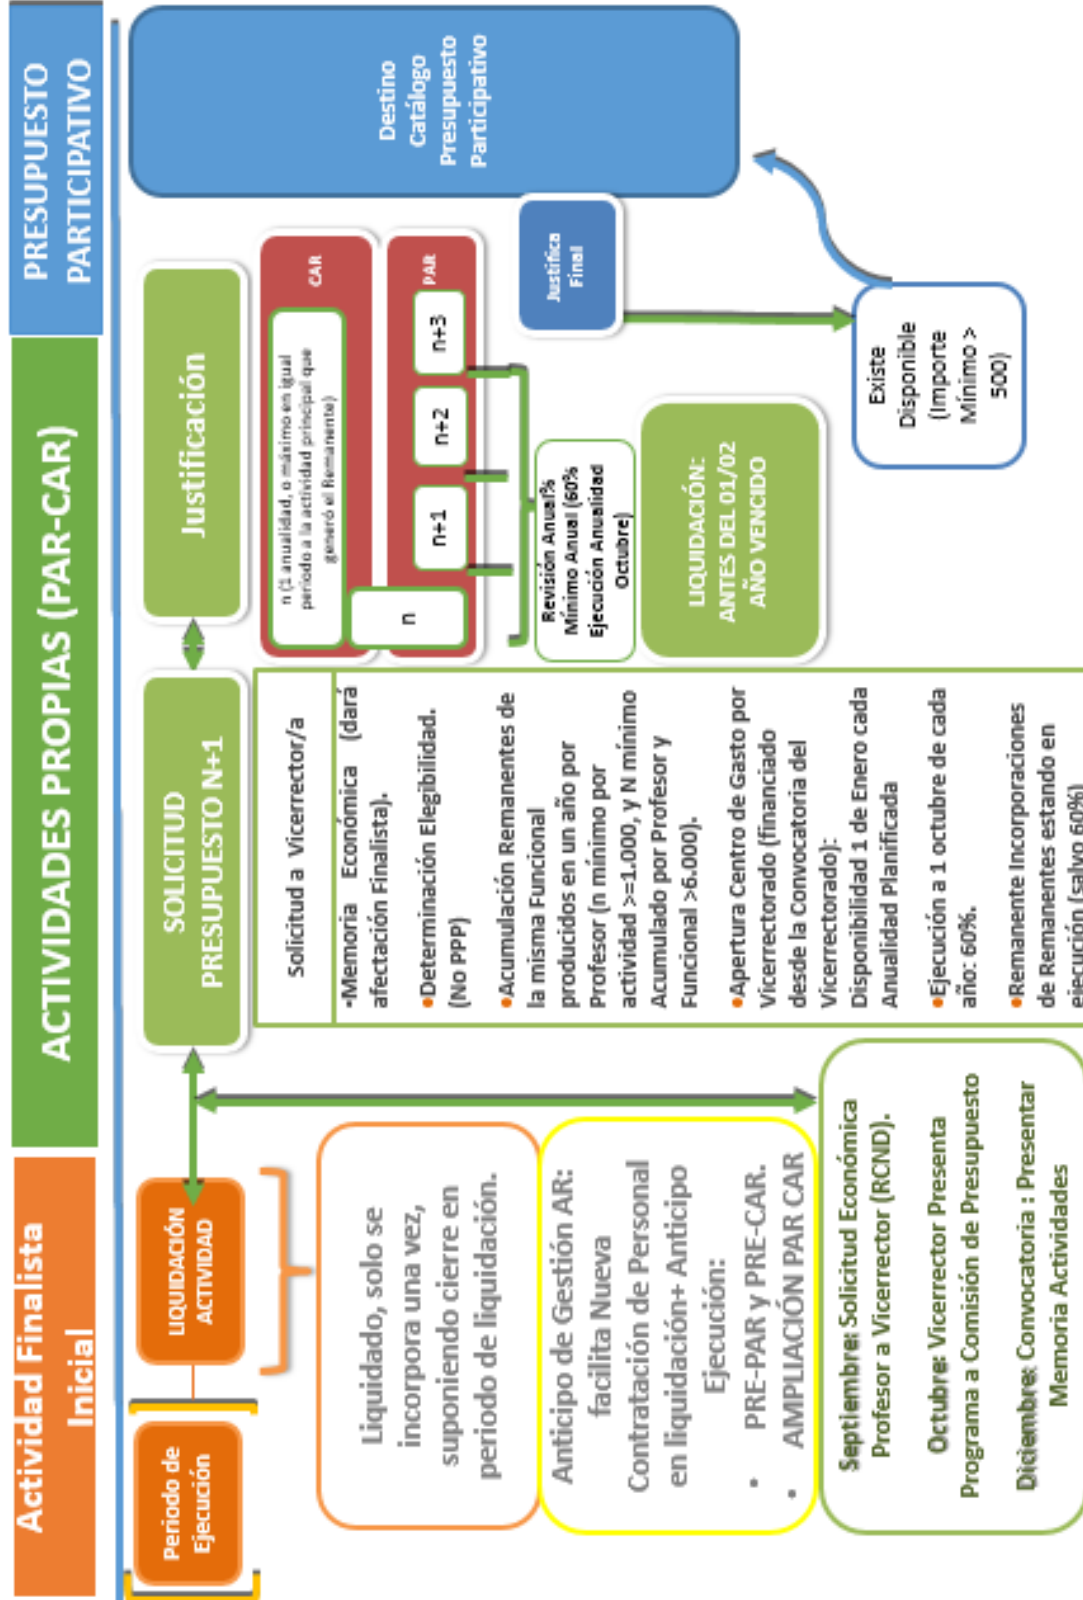 Actividad Finalista
Inicial
ACTIVIDADES PROPIAS (PAR-CAR)
PRESUPUESTO
PARTICIPATIVO
Periodo de
Ejecución
LIQUIDACIÓN
ACTIVIDAD
SOLICITUD
PRESUPUESTO N+1
Justificación
Destino
Catálogo
Presupuesto
Participativo
Liquidado, solo se
incorpora una vez,
suponiendo cierre en
periodo de liquidación.
Anticipo de Gestión AR:
facilita Nueva
Contratación de Personal
en liquidación+ Anticipo
Ejecución:
• PRE-PAR y PRE-CAR.
• AMPLIACIÓN PAR CAR
Septiembre: Solicitud Económica
Profesor a Vicerrector (RCND).
Octubre: Vicerrector Presenta
Programa a Comisión de Presupuesto
Diciembre: Convocatoria : Presentar
Memoria Actividades
Solicitud a Vicerrector/a
•Memoria Económica (dará
afectación Finalista).
•Determinación Elegibilidad.
(No PPP)
•Acumulación Remanentes de
la misma Funcional
producidos en un año por
Profesor (n mínimo por
actividad >=1.000, y N mínimo
Acumulado por Profesor y
Funcional >6.000).
•Apertura Centro de Gasto por
Vicerrectorado (financiado
desde la Convocatoria del
Vicerrectorado):
Disponibilidad 1 de Enero cada
Anualidad Planificada
•Ejecución a 1 octubre de cada
año: 60%.
•Remanente Incorporaciones
de Remanentes estando en
ejecución (salvo 60%)
n (1 anualidad, o máximo en igual
periodo a la actividad principal que
generó el Remanente)
CAR
n
n+1
n+2
n+3
PAR
Revisión Anual%
Mínimo Anual (60%
Ejecución Anualidad
Octubre)
LIQUIDACIÓN:
ANTES DEL 01/02
AÑO VENCIDO
Justifica
Final
Existe
Disponible
(Importe
Mínimo >
500)